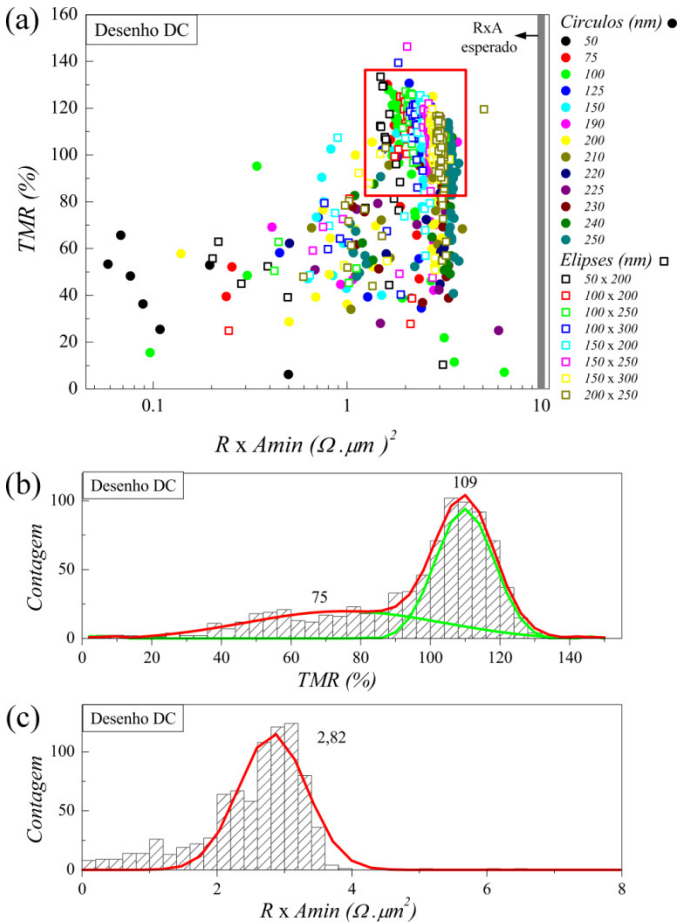 (a)
Desenho DC
RxA
esperado
Circulos (nm)
50
75
100
125
150
190
200
210
220
225
230
240
250
Elipses (nm)
50 x 200
100 x 200
100 x 250
100 x 300
150 x 200
150 x 250
150 x 300
200 x 250
TMR (%)
160
140
120
100
80
60
40
20
0
0.1
1
10
R x Amin (Ω.μm)²
(b)
Desenho DC
109
75
Contagem
100
50
0
0
20
40
60
80
100
120
140
TMR (%)
(c)
Desenho DC
2,82
Contagem
100
50
0
0
2
4
6
8
R x Amin (Ω.μm²)